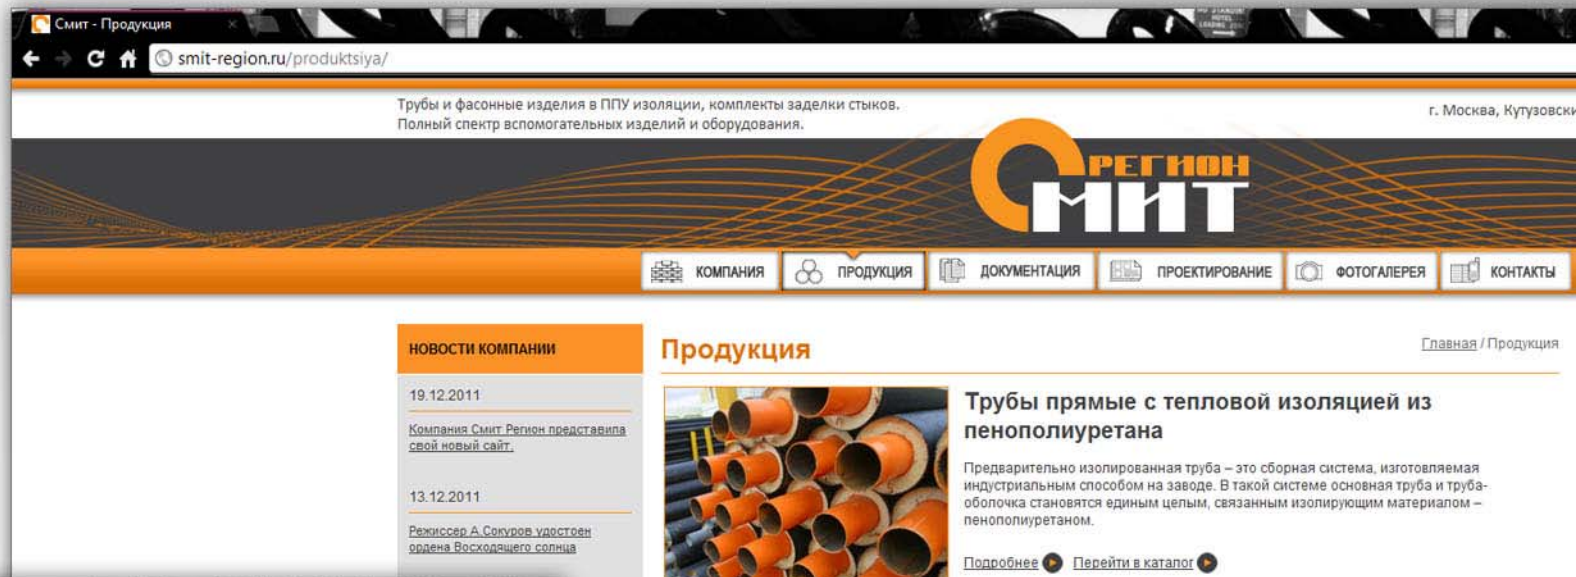 Смит - Продукция
smit-region.ru/produktsiya/
Трубы и фасонные изделия в ППУ изоляции, комплекты заделки стыков.
Полный спектр вспомогательных изделий и оборудования.
г. Москва, Кутузовски
РЕГИОН
СМИТ
КОМПАНИЯ
ПРОДУКЦИЯ
ДОКУМЕНТАЦИЯ
ПРОЕКТИРОВАНИЕ
ФОТОГАЛЕРЕЯ
КОНТАКТЫ
НОВОСТИ КОМПАНИИ
19.12.2011
Компания Смит Регион представила
свой новый сайт.
13.12.2011
Режиссер А.Сокуров удостоен
ордена Восходящего солнца
Продукция
Главная / Продукция
Трубы прямые с тепловой изоляцией из
пенополиуретана
Предварительно изолированная труба – это сборная система, изготовляемая
индустриальным способом на заводе. В такой системе основная труба и труба-
оболочка становятся единым целым, связанным изолирующим материалом –
пенополиуретаном.
Подробнее Перейти в каталог